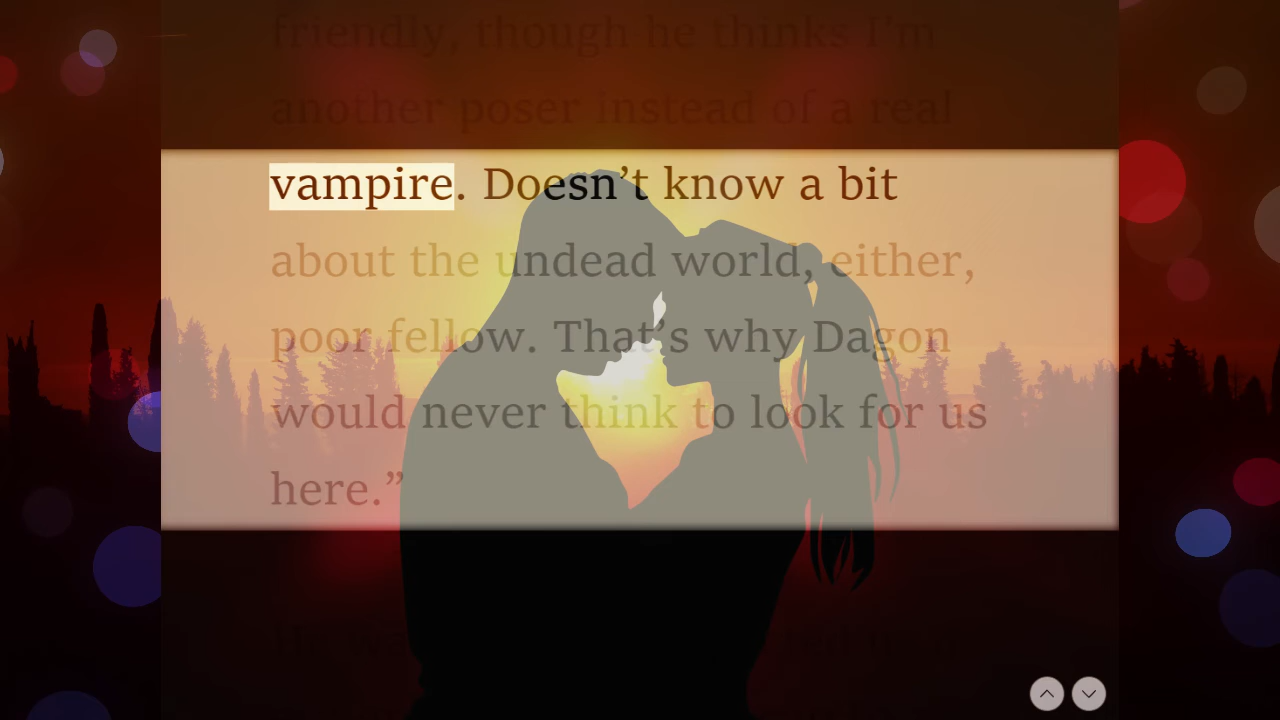 friendly, though he thinks I’m
another poser instead of a real
vampire. Doesn’t know a bit
about the undead world, either,
poor fellow. That’s why Dagon
would never think to look for us
here.”
He